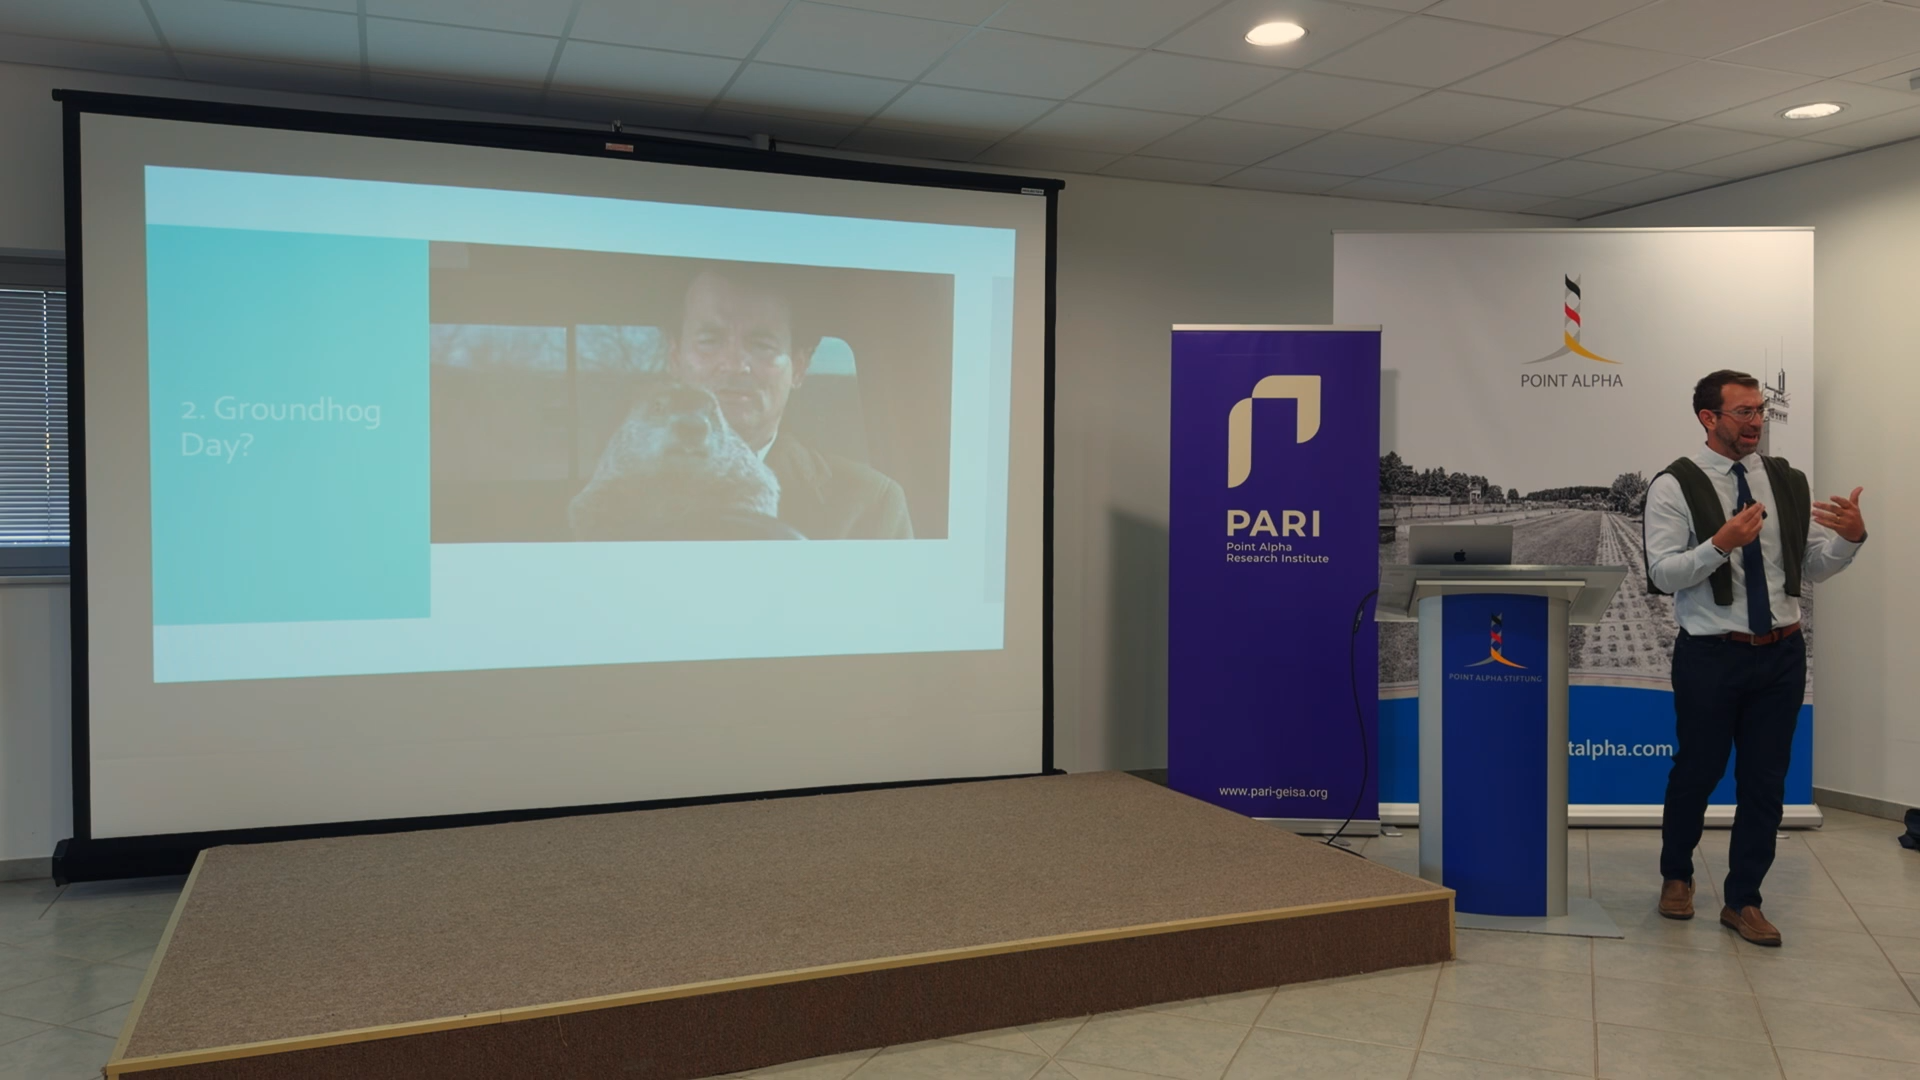 2. Groundhog
Day?
PARI
Point Alpha
Research Institute
www.pari-geisa.org
POINT ALPHA
POINT ALPHA STIFTUNG
talpha.com